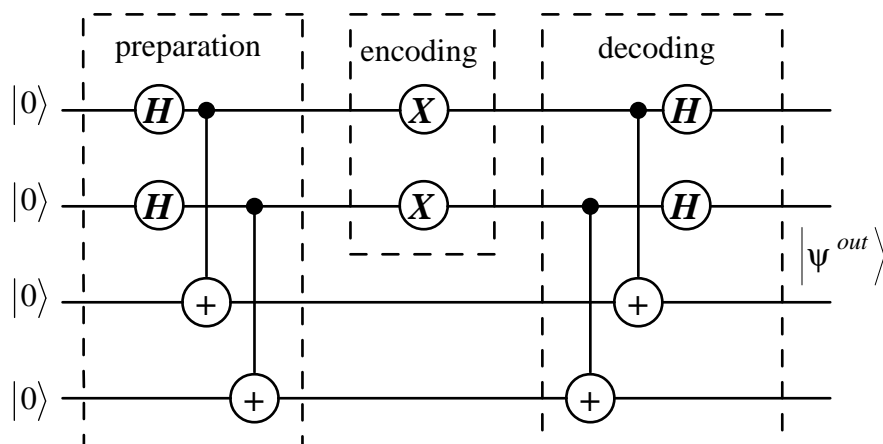 preparation
encoding
decoding
|0⟩ H X H
|0⟩ H X H
|ψ^out⟩
|0⟩ + +
|0⟩ + +